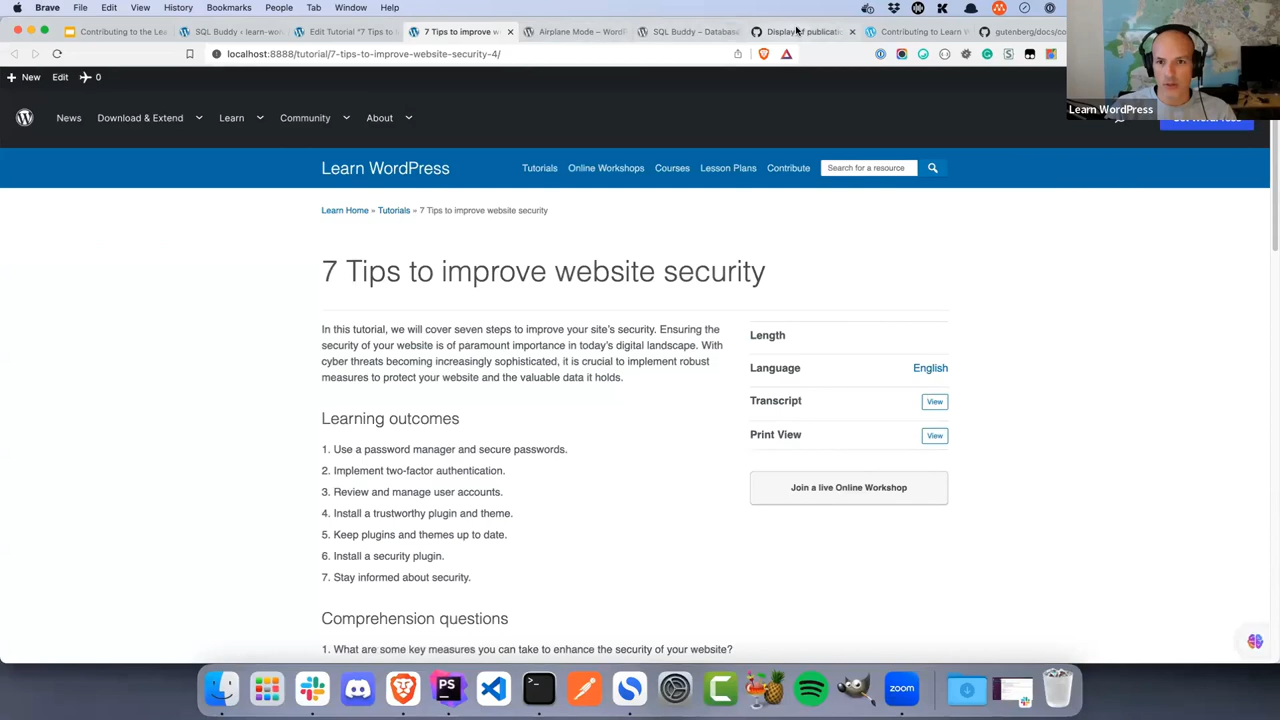 Brave File Edit View History Bookmarks People Tab Window Help
Contributing to the Lea
SQL Buddy ‹ learn-wor
Edit Tutorial "7 Tips to i
7 Tips to improve w
Airplane Mode – WordP
SQL Buddy – Database
Display of publicatio
Contributing to Learn W
gutenberg/docs/co
localhost:8888/tutorial/7-tips-to-improve-website-security-4/
New Edit 0
News Download & Extend Learn Community About
Learn WordPress
Learn WordPress Tutorials Online Workshops Courses Lesson Plans Contribute Search for a resource
Learn Home » Tutorials » 7 Tips to improve website security
7 Tips to improve website security
In this tutorial, we will cover seven steps to improve your site's security. Ensuring the
security of your website is of paramount importance in today's digital landscape. With
cyber threats becoming increasingly sophisticated, it is crucial to implement robust
measures to protect your website and the valuable data it holds.
Length
Language English
Transcript View
Print View View
Join a live Online Workshop
Learning outcomes
1. Use a password manager and secure passwords.
2. Implement two-factor authentication.
3. Review and manage user accounts.
4. Install a trustworthy plugin and theme.
5. Keep plugins and themes up to date.
6. Install a security plugin.
7. Stay informed about security.
Comprehension questions
1. What are some key measures you can take to enhance the security of your website?
PS
zoom